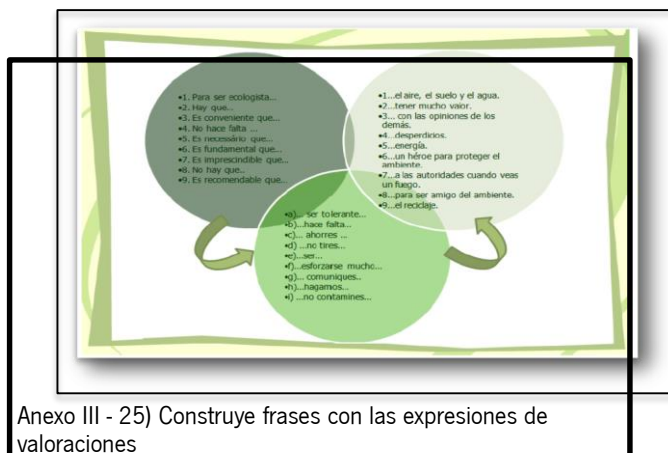 •1. Para ser ecologista...
•2. Hay que...
•3. Es conveniente que...
•4. No hace falta ...
•5. Es necessário que...
•6. Es fundamental que...
•7. Es imprescindible que...
•8. No hay que..
•9. Es recomendable que...
•1...el aire, el suelo y el agua.
•2...tener mucho valor.
•3... con las opiniones de los
demás.
•4...desperdicios.
•5...energía.
•6...un héroe para proteger el
ambiente.
•7...a las autoridades cuando veas
un fuego.
•8...para ser amigo del ambiente.
•9...el reciclaje.
•a)... ser tolerante...
•b)...hace falta...
•c)... ahorres ...
•d) ...no tires...
•e)...ser...
•f)...esforzarse mucho...
•g)... comuniques..
•h)...hagamos...
•i) ...no contamines...
Anexo III - 25) Construye frases con las expresiones de
valoraciones